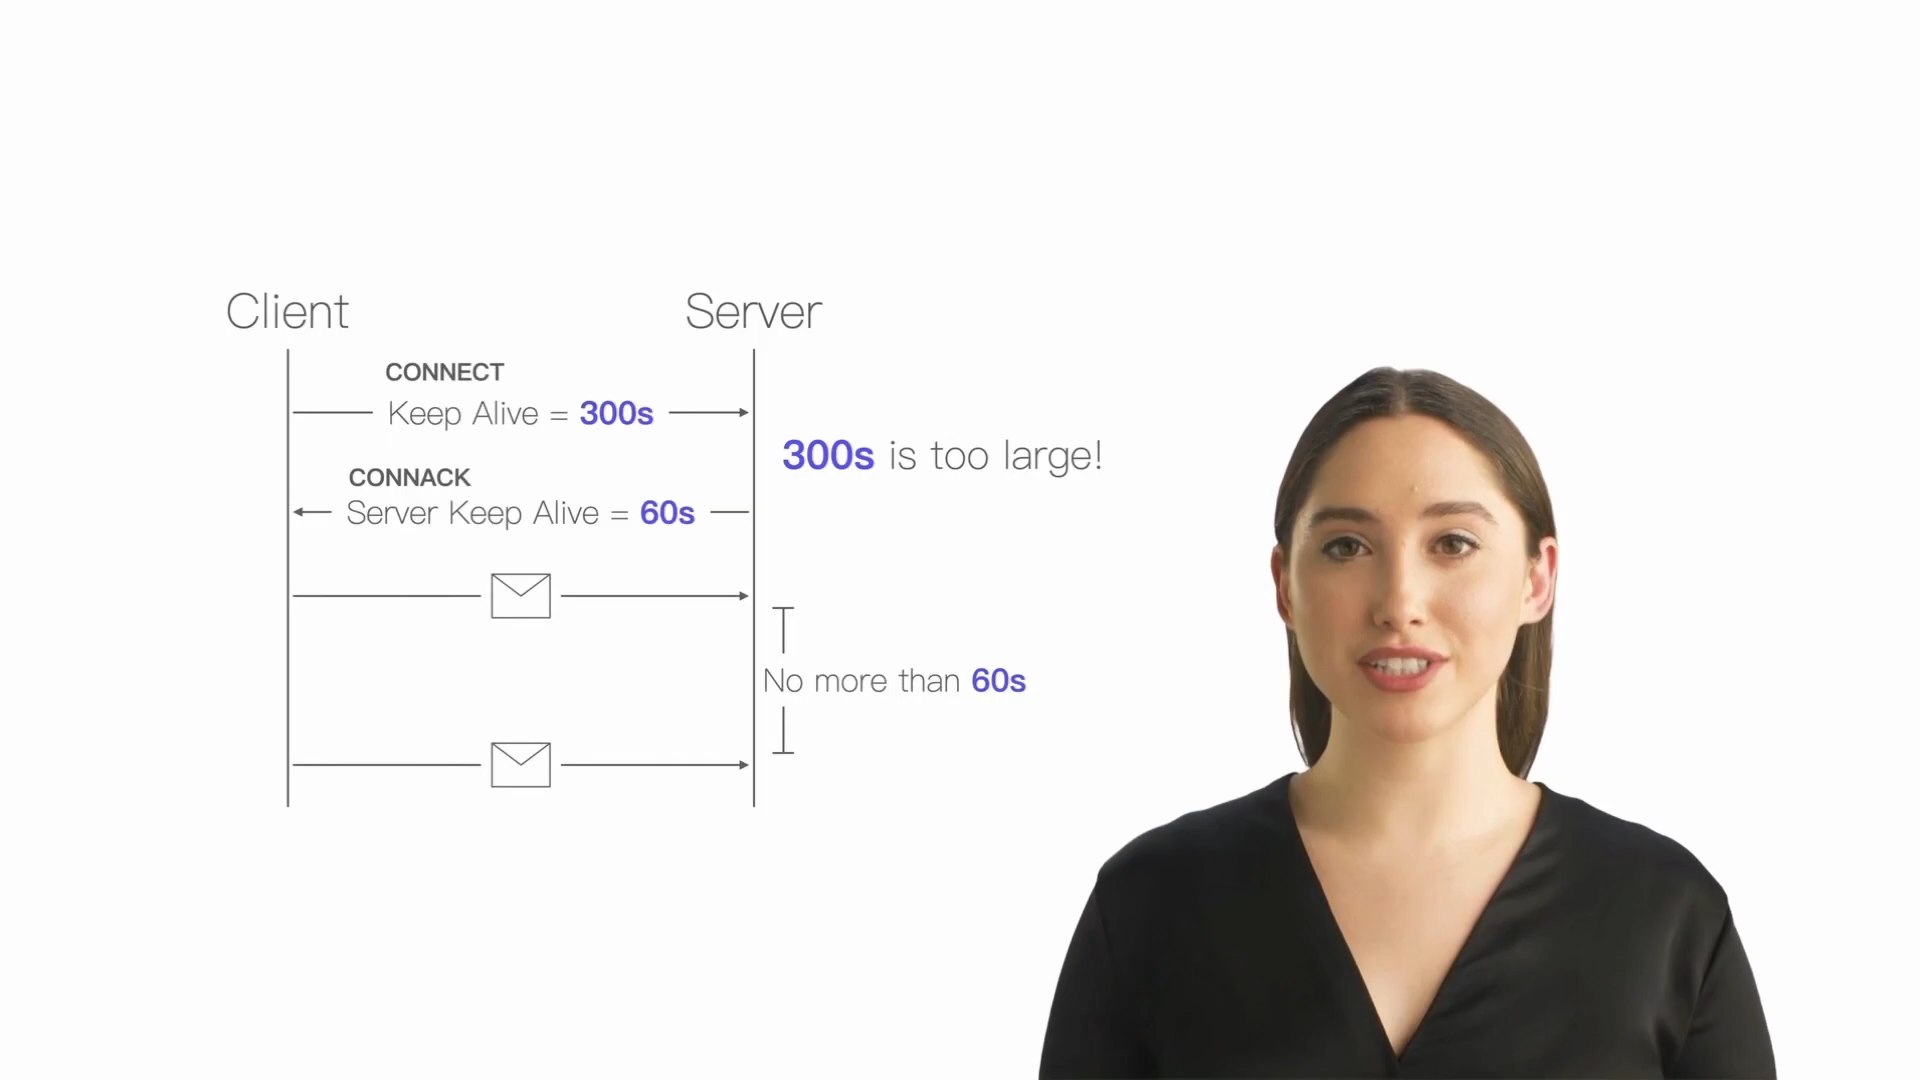 Client
Server
CONNECT
Keep Alive = 300s
300s is too large!
CONNACK
Server Keep Alive = 60s
No more than 60s